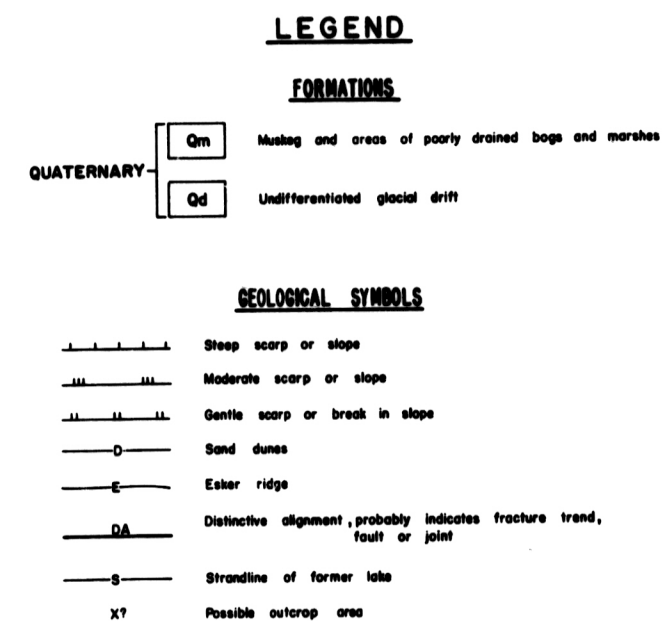 LEGEND
FORMATIONS
Qm Muskeg and areas of poorly drained bogs and marshes
QUATERNARY
Qd Undifferentiated glacial drift
GEOLOGICAL SYMBOLS
Steep scarp or slope
Moderate scarp or slope
Gentle scarp or break in slope
D Sand dunes
E Esker ridge
DA Distinctive alignment, probably indicates fracture trend,
fault or joint
S Strandline of former lake
X? Possible outcrop area